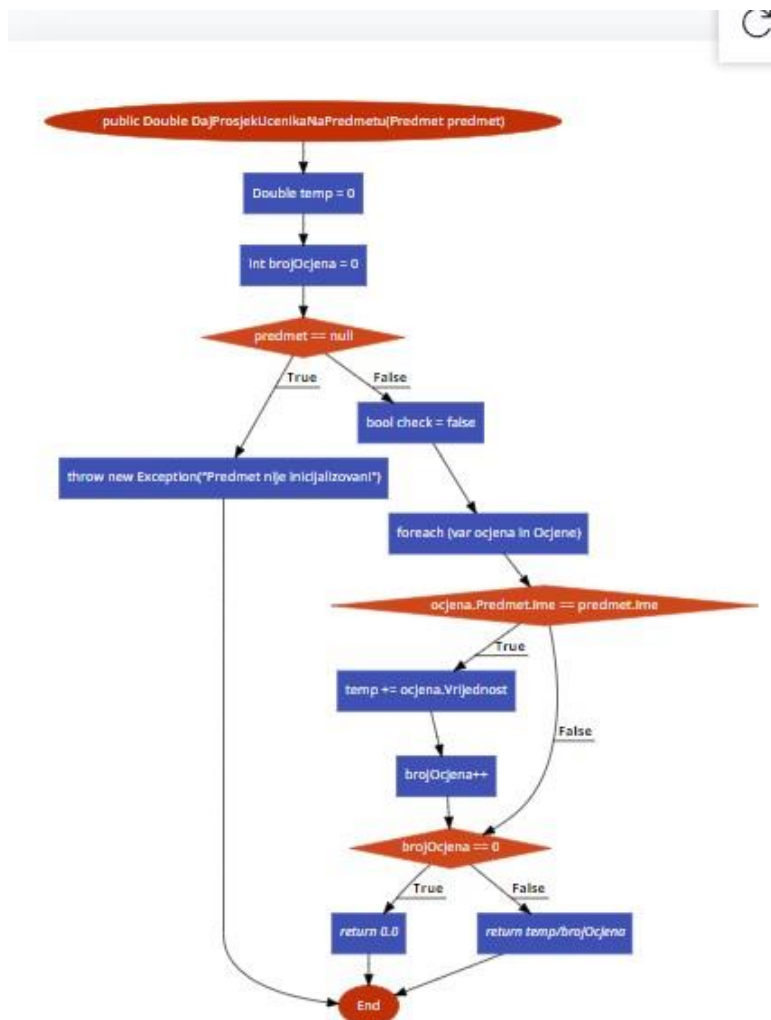 public Double DajProsjekUcenikaNaPredmetu(Predmet predmet)
Double temp = 0
int brojOcjena = 0
predmet == null
True
False
bool check = false
throw new Exception("Predmet nije inicijalizovani")
foreach (var ocjena in Ocjene)
ocjena.Predmet.Ime == predmet.Ime
True
temp += ocjena.Vrijednost
False
brojOcjena++
brojOcjena == 0
True
False
return 0.0
return temp/brojOcjena
End